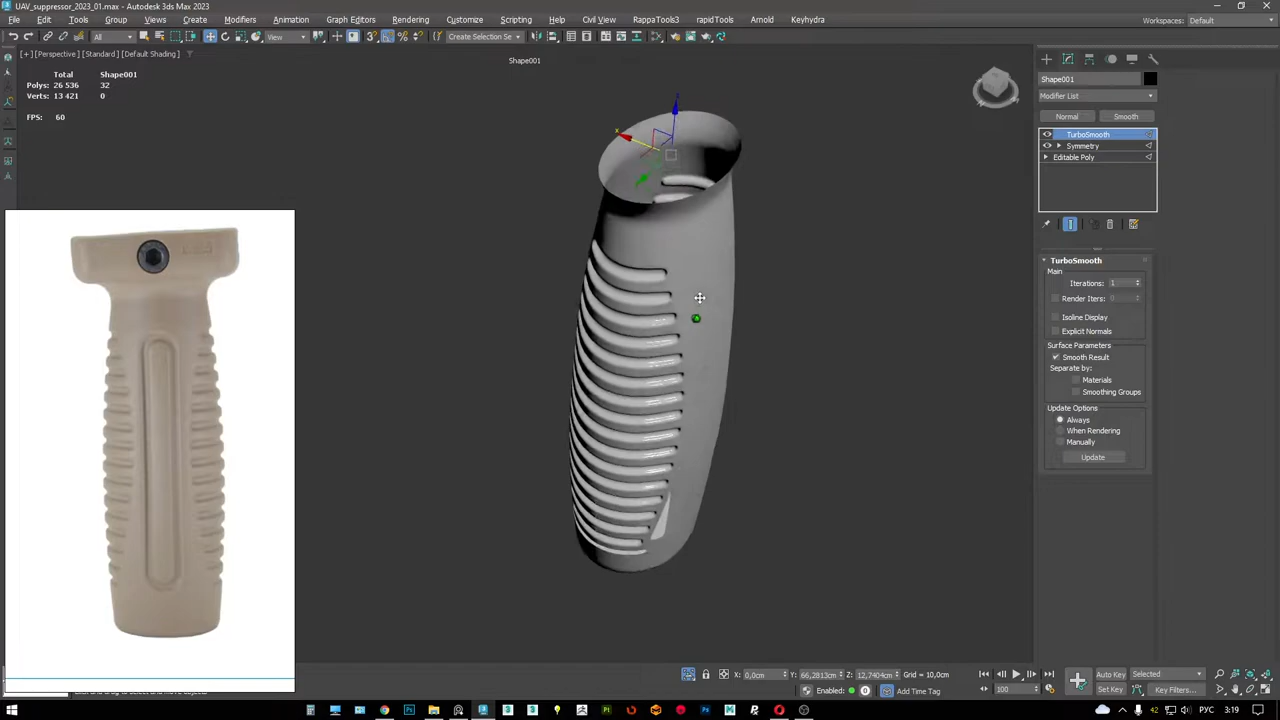 UAV_suppressor_2023_01.max - Autodesk 3ds Max 2023
File Edit Tools Group Views Create Modifiers Animation Graph Editors Rendering Customize Scripting Help Civil View RappaTools3 rapidTools Arnold Keyhydra
Workspaces: Default
All View Create Selection Se
[+] [Perspective] [Standard] [Default Shading]
Shape001
Total Shape001
Polys: 26 536 32
Verts: 13 421 0
FPS: 60
Shape001
Modifier List
Normal Smooth
TurboSmooth
Symmetry
Editable Poly
TurboSmooth
Main
Iterations: 1
Render Iters: 0
Isoline Display
Explicit Normals
Surface Parameters
Smooth Result
Separate by:
Materials
Smoothing Groups
Update Options
Always
When Rendering
Manually
Update
X: 0,0cm Y: 66,2813cm Z: 12,7404cm Grid = 10,0cm
Enabled: Add Time Tag
100
Auto Key Selected
Set Key Key Filters...
42 РУС 3:19